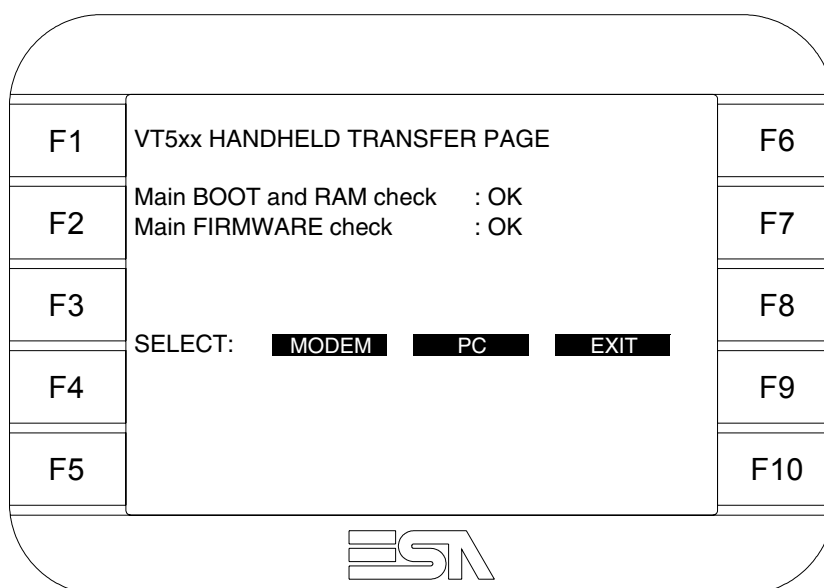 VT5xx HANDHELD TRANSFER PAGE
Main BOOT and RAM check : OK
Main FIRMWARE check : OK
SELECT: MODEM PC EXIT
F1
F2
F3
F4
F5
F6
F7
F8
F9
F10
ESA